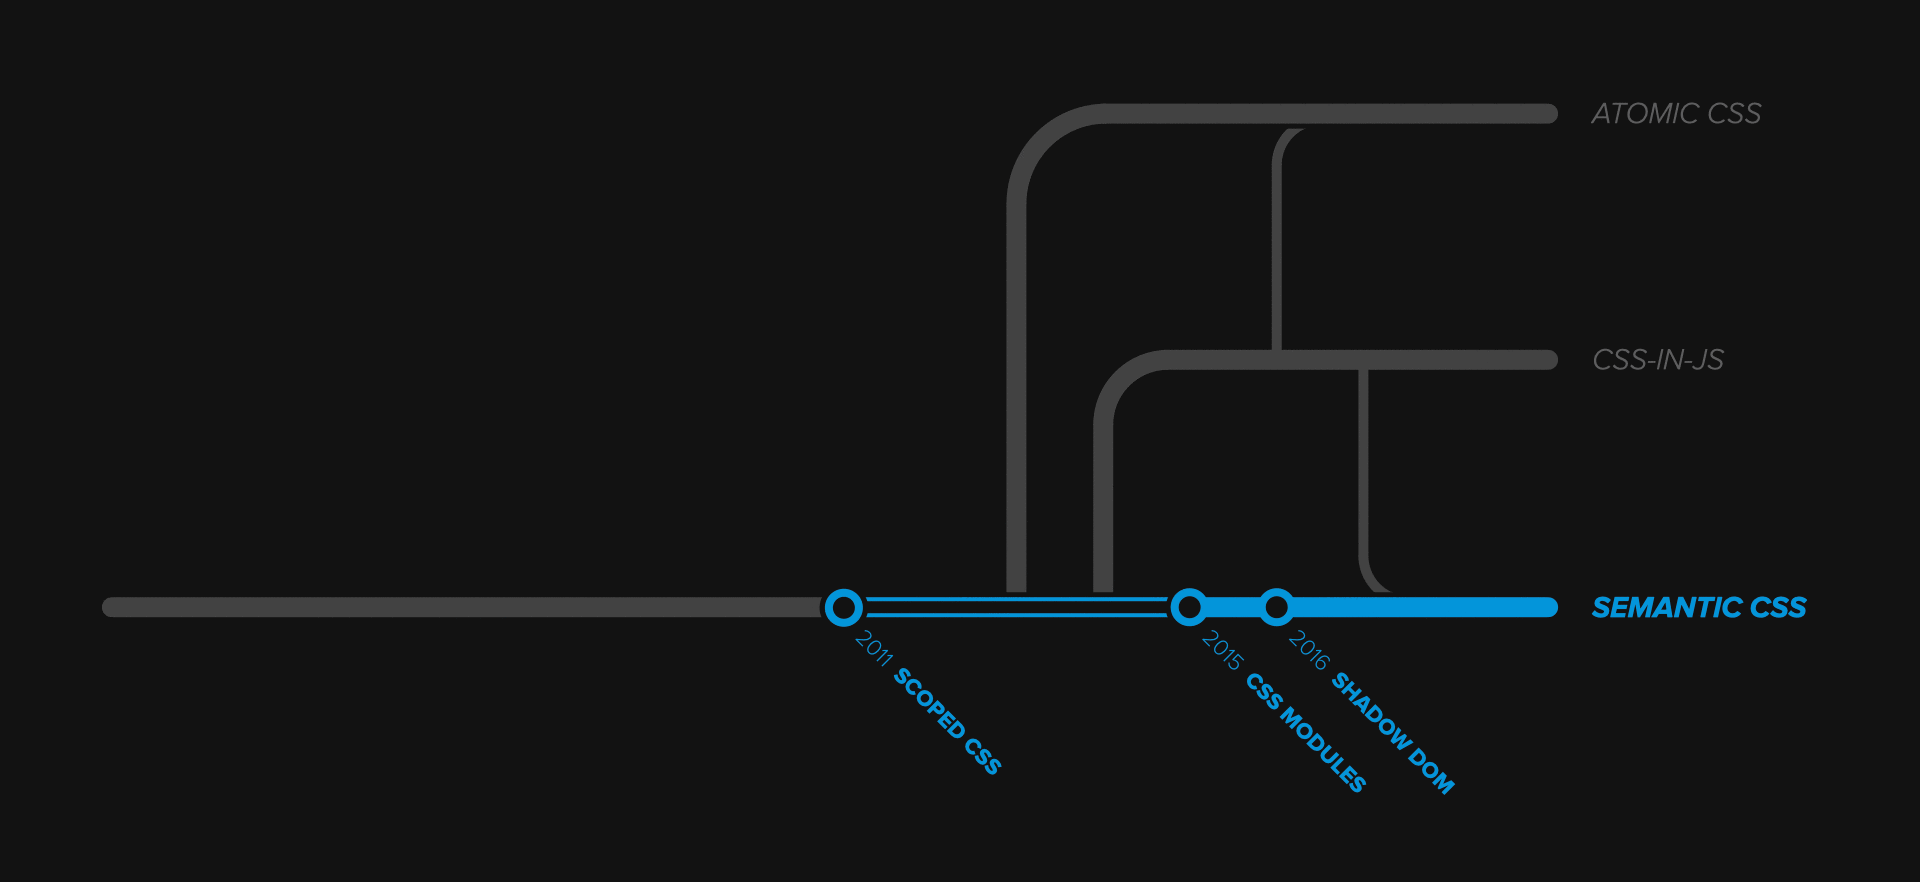 ATOMIC CSS
CSS-IN-JS
SEMANTIC CSS
2011 SCOPED CSS
2015 CSS MODULES
2016 SHADOW DOM